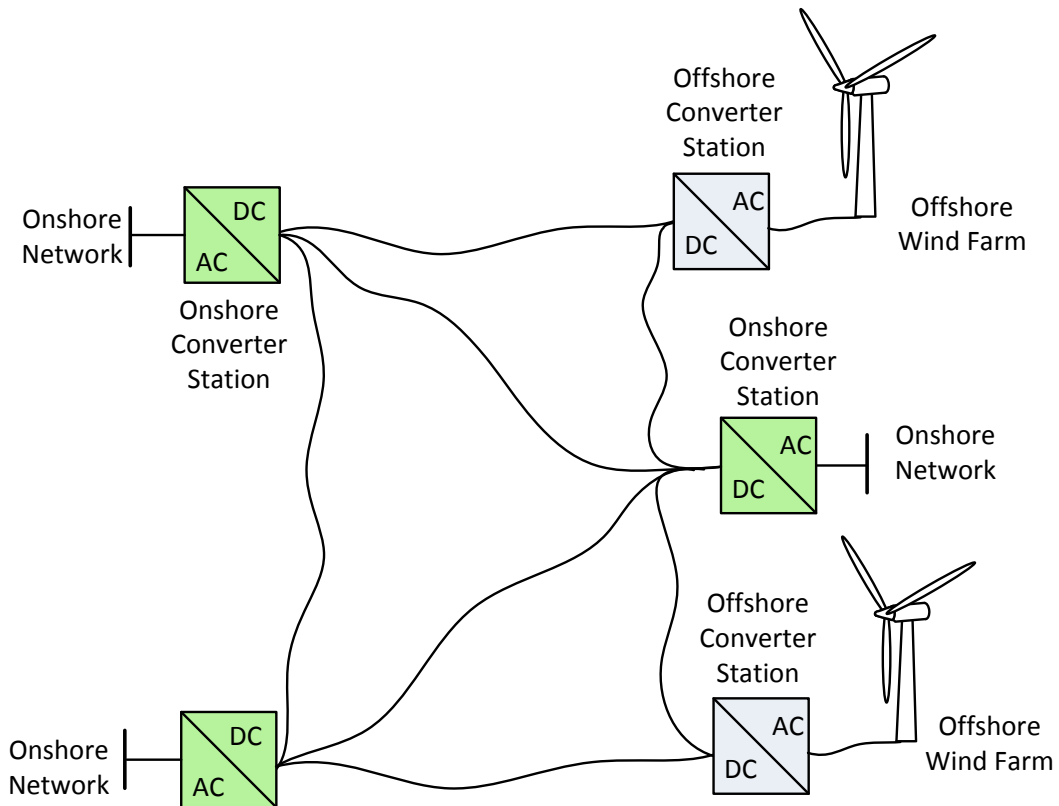 Offshore
Converter
Station
AC
DC
Offshore
Wind Farm
Onshore
Network
DC
AC
Onshore
Converter
Station
Onshore
Converter
Station
AC
DC
Onshore
Network
Offshore
Converter
Station
AC
DC
Offshore
Wind Farm
Onshore
Network
DC
AC